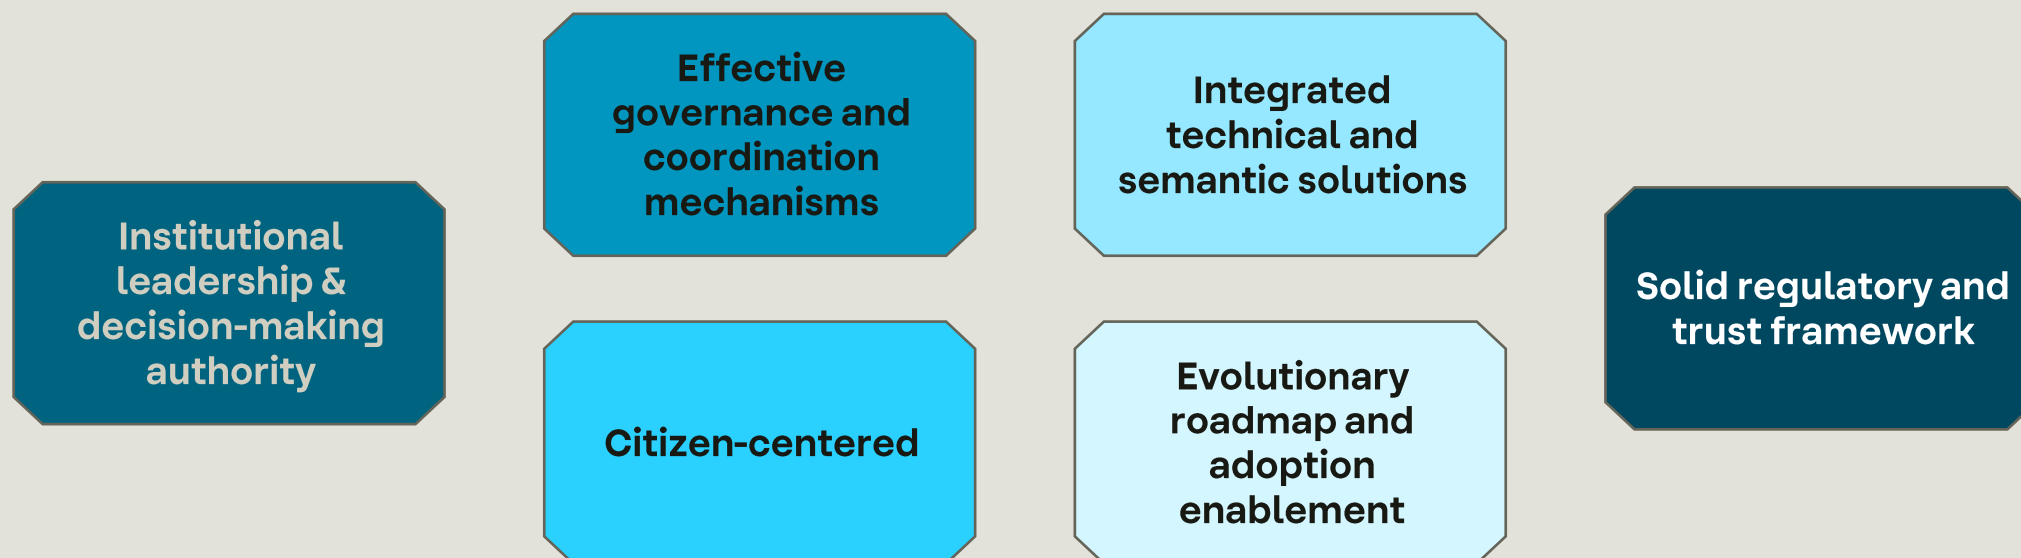 Institutional
leadership &
decision-making
authority
Effective
governance and
coordination
mechanisms
Citizen-centered
Integrated
technical and
semantic solutions
Evolutionary
roadmap and
adoption
enablement
Solid regulatory and
trust framework